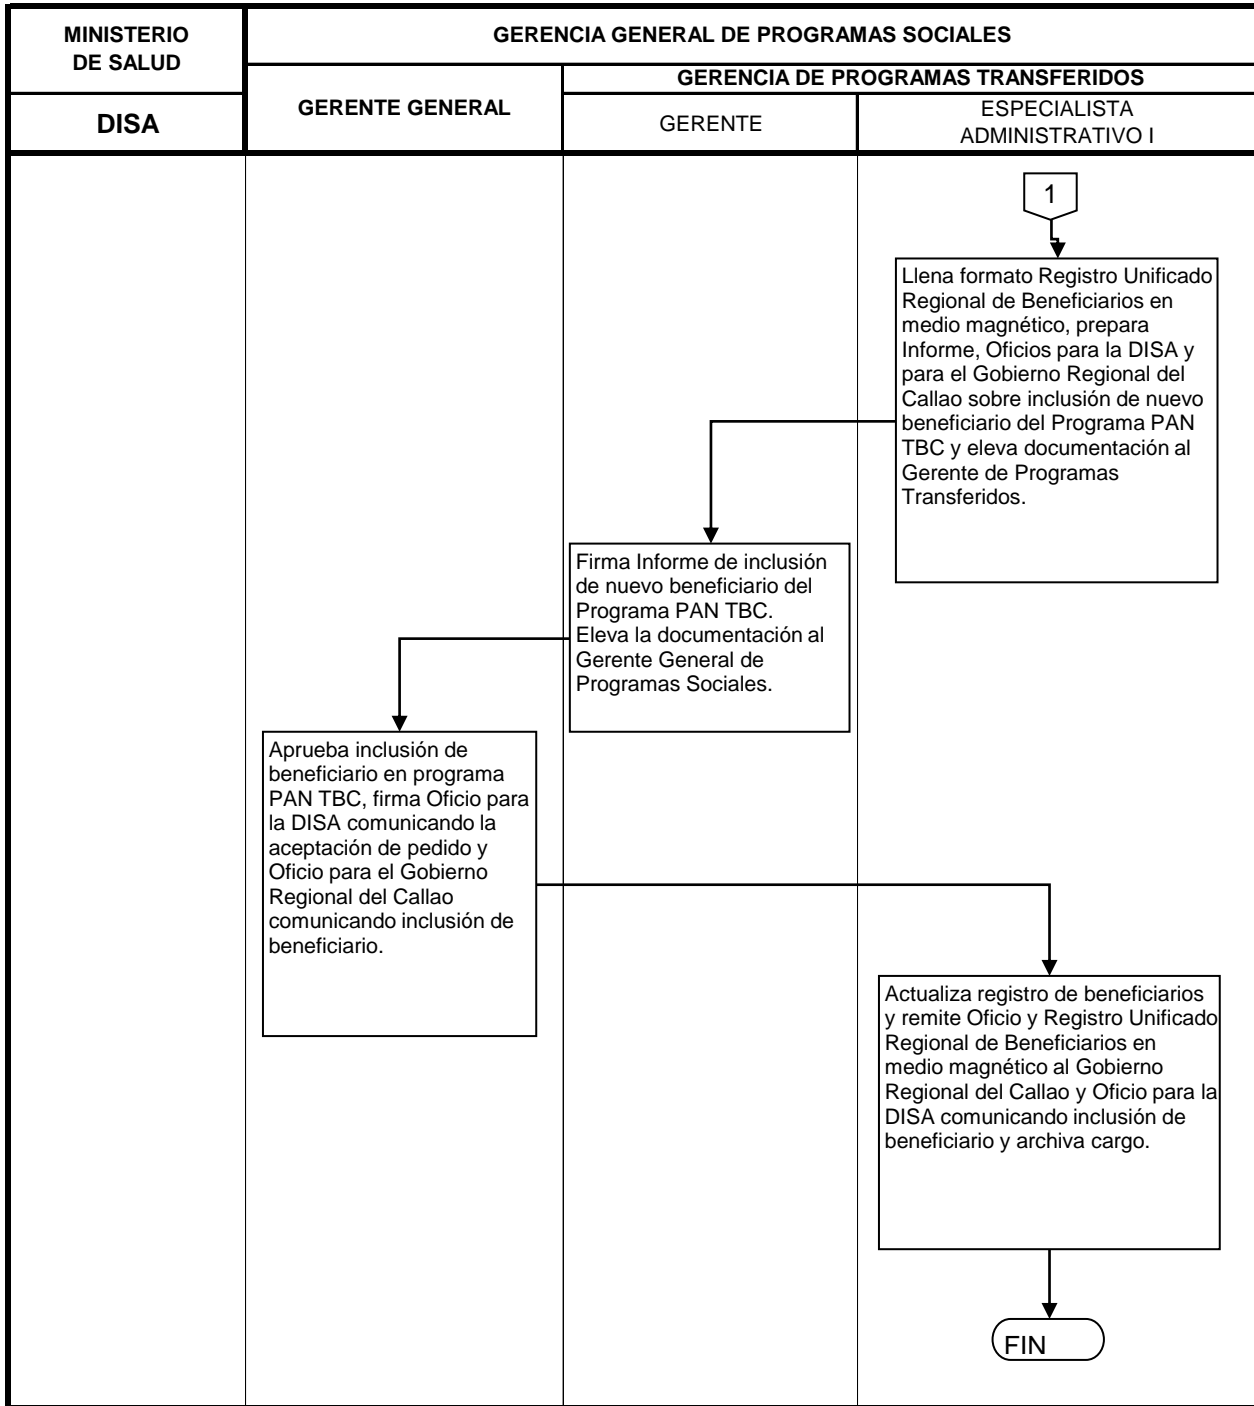 MINISTERIO
DE SALUD
GERENCIA GENERAL DE PROGRAMAS SOCIALES
GERENCIA DE PROGRAMAS TRANSFERIDOS
DISA
GERENTE GENERAL
GERENTE
ESPECIALISTA
ADMINISTRATIVO I
1
Llena formato Registro Unificado
Regional de Beneficiarios en
medio magnético, prepara
Informe, Oficios para la DISA y
para el Gobierno Regional del
Callao sobre inclusión de nuevo
beneficiario del Programa PAN
TBC y eleva documentación al
Gerente de Programas
Transferidos.
Firma Informe de inclusión
de nuevo beneficiario del
Programa PAN TBC.
Eleva la documentación al
Gerente General de
Programas Sociales.
Aprueba inclusión de
beneficiario en programa
PAN TBC, firma Oficio para
la DISA comunicando la
aceptación de pedido y
Oficio para el Gobierno
Regional del Callao
comunicando inclusión de
beneficiario.
Actualiza registro de beneficiarios
y remite Oficio y Registro Unificado
Regional de Beneficiarios en
medio magnético al Gobierno
Regional del Callao y Oficio para la
DISA comunicando inclusión de
beneficiario y archiva cargo.
FIN